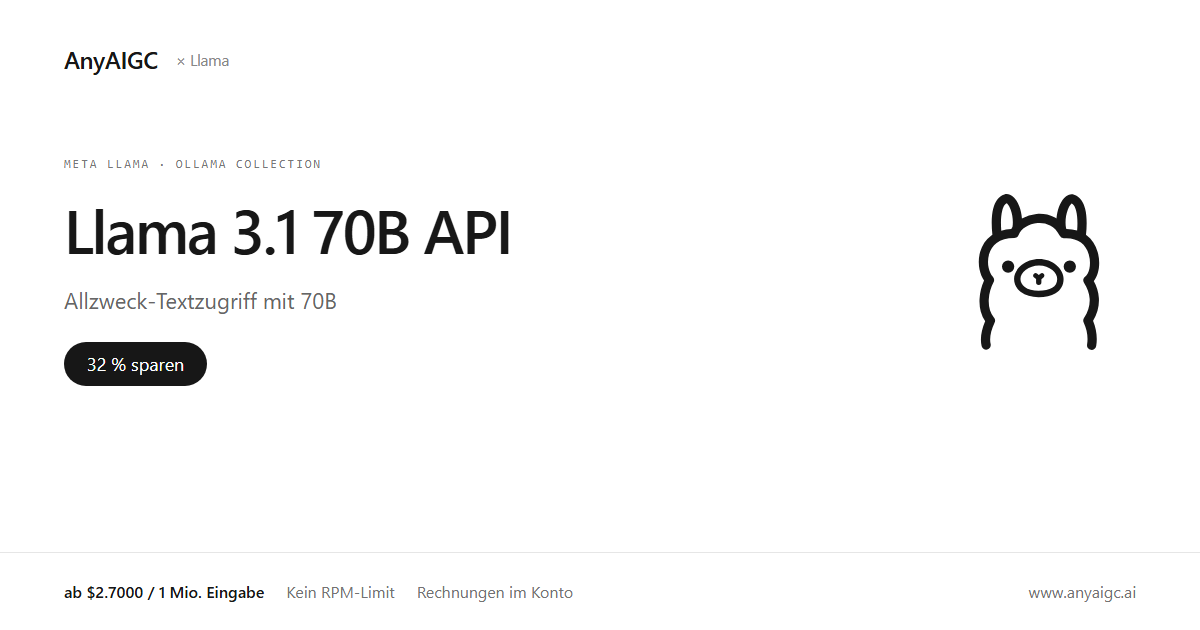 AnyAIGC × Llama
META LLAMA · OLLAMA COLLECTION
Llama 3.1 70B API
Allzweck-Textzugriff mit 70B
32 % sparen
ab $2.7000 / 1 Mio. Eingabe Kein RPM-Limit Rechnungen im Konto www.anyaigc.ai